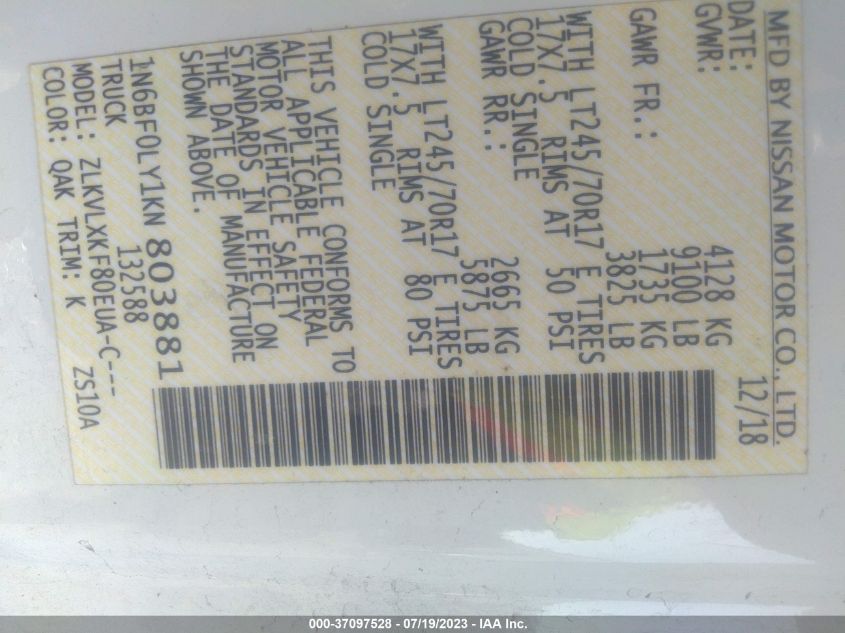 MFD BY NISSAN MOTOR CO., LTD.
DATE: 12/18
GVWR: 4128 KG
9100 LB
GAWR FR.: 1735 KG
3825 LB
WITH LT245/70R17 E TIRES
17X7.5 RIMS AT 50 PSI
COLD SINGLE
GAWR RR.: 2665 KG
5875 LB
WITH LT245/70R17 E TIRES
17X7.5 RIMS AT 80 PSI
COLD SINGLE
THIS VEHICLE CONFORMS TO
ALL APPLICABLE FEDERAL
MOTOR VEHICLE SAFETY
STANDARDS IN EFFECT ON
THE DATE OF MANUFACTURE
SHOWN ABOVE.
1N6BF0LY1KN 803881
TRUCK 132588
MODEL: ZLKVLXKF80EUA-C---
COLOR: QAK TRIM: K ZS10A
000-37097528 - 07/19/2023 - IAA Inc.